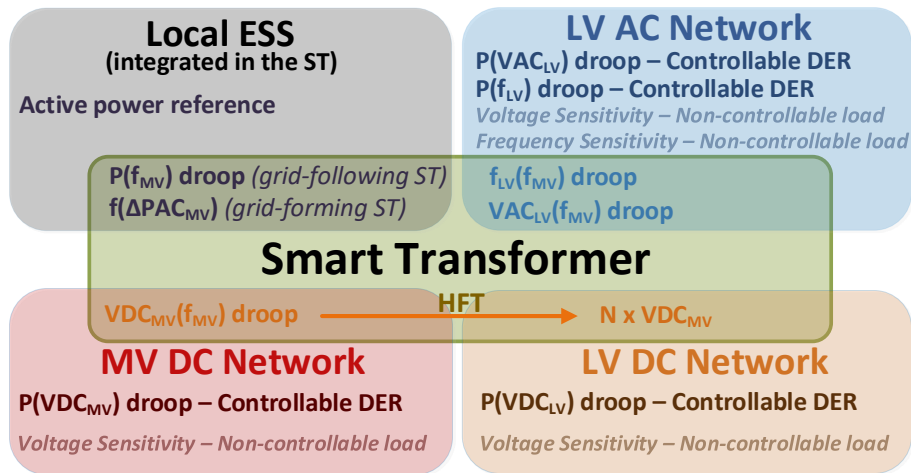 Local ESS
(integrated in the ST)
Active power reference
P(f_MV) droop (grid-following ST)
f(ΔPAC_MV) (grid-forming ST)
LV AC Network
P(VAC_LV) droop – Controllable DER
P(f_LV) droop – Controllable DER
Voltage Sensitivity – Non-controllable load
Frequency Sensitivity – Non-controllable load
f_LV(f_MV) droop
VAC_LV(f_MV) droop
Smart Transformer
HFT
VDC_MV(f_MV) droop
N x VDC_MV
MV DC Network
P(VDC_MV) droop – Controllable DER
Voltage Sensitivity – Non-controllable load
LV DC Network
P(VDC_LV) droop – Controllable DER
Voltage Sensitivity – Non-controllable load